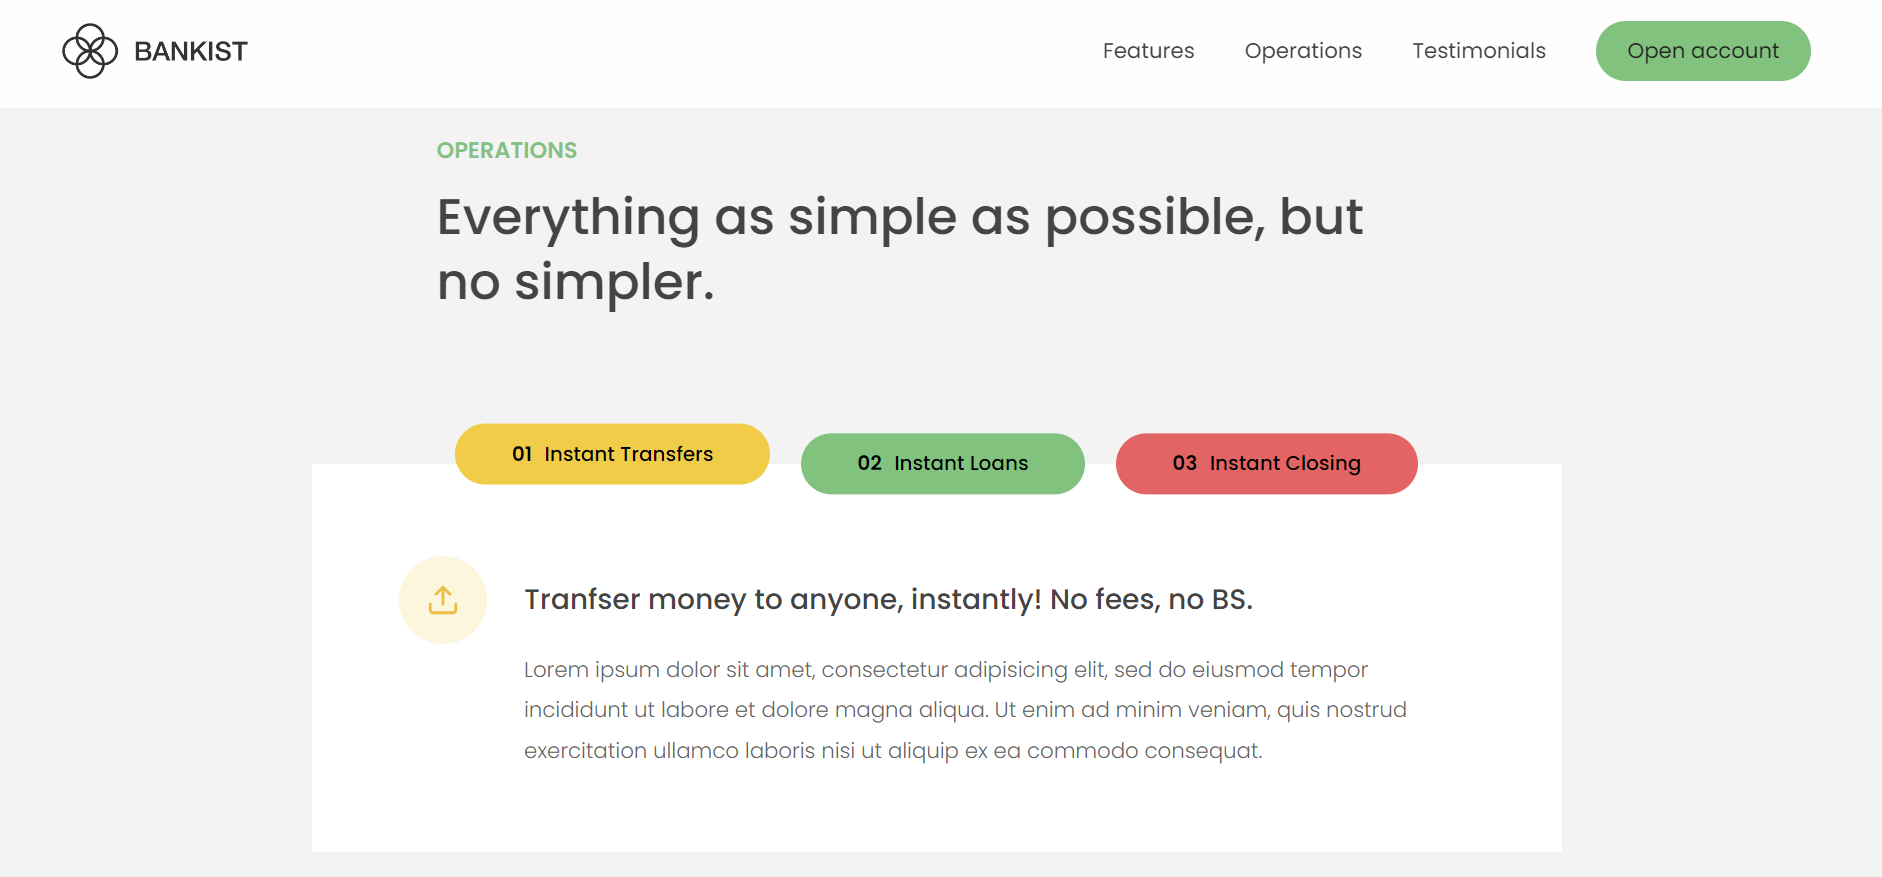 BANKIST
Features
Operations
Testimonials
Open account
OPERATIONS
Everything as simple as possible, but
no simpler.
01 Instant Transfers
02 Instant Loans
03 Instant Closing
Tranfser money to anyone, instantly! No fees, no BS.
Lorem ipsum dolor sit amet, consectetur adipisicing elit, sed do eiusmod tempor
incididunt ut labore et dolore magna aliqua. Ut enim ad minim veniam, quis nostrud
exercitation ullamco laboris nisi ut aliquip ex ea commodo consequat.